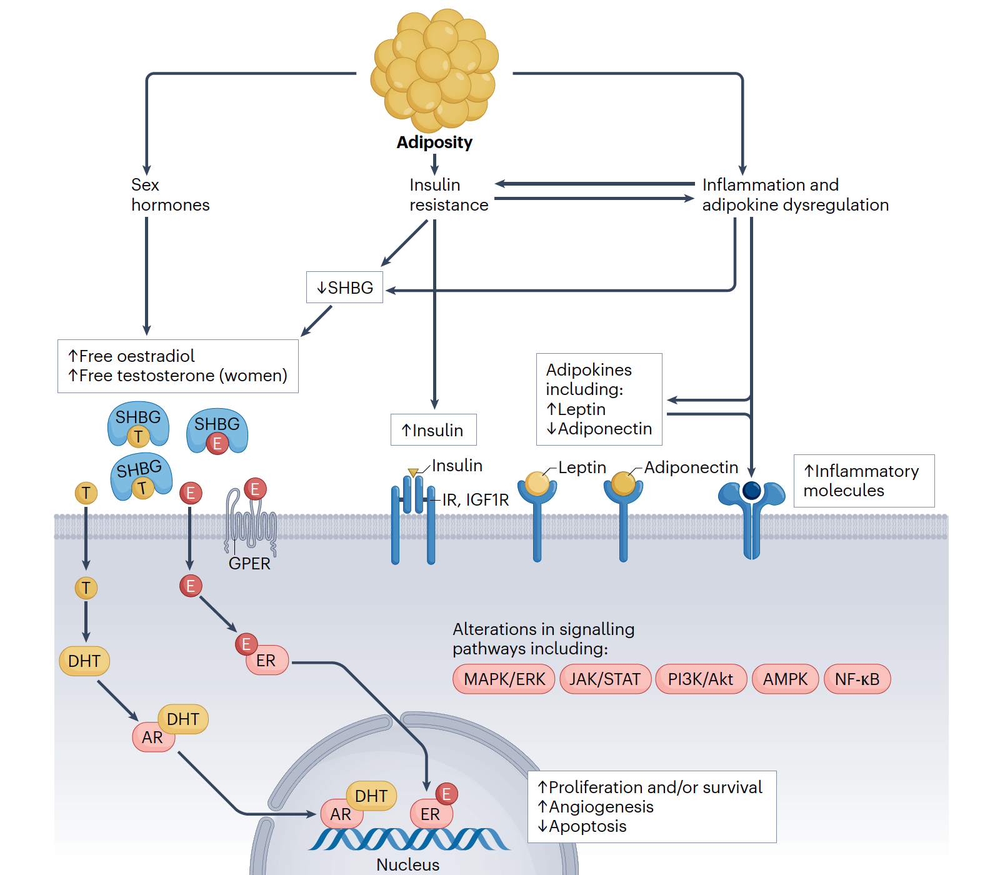 Adiposity
Sex
hormones
Insulin
resistance
Inflammation and
adipokine dysregulation
↓SHBG
↑Free oestradiol
↑Free testosterone (women)
Adipokines
including:
↑Leptin
↓Adiponectin
↑Insulin
↑Inflammatory
molecules
SHBG
T
SHBG
E
SHBG
T
T
E
E
GPER
Insulin
IR, IGF1R
Leptin
Adiponectin
T
E
DHT
E
ER
Alterations in signalling
pathways including:
MAPK/ERK
JAK/STAT
PI3K/Akt
AMPK
NF-κB
DHT
AR
DHT
AR
E
ER
↑Proliferation and/or survival
↑Angiogenesis
↓Apoptosis
Nucleus